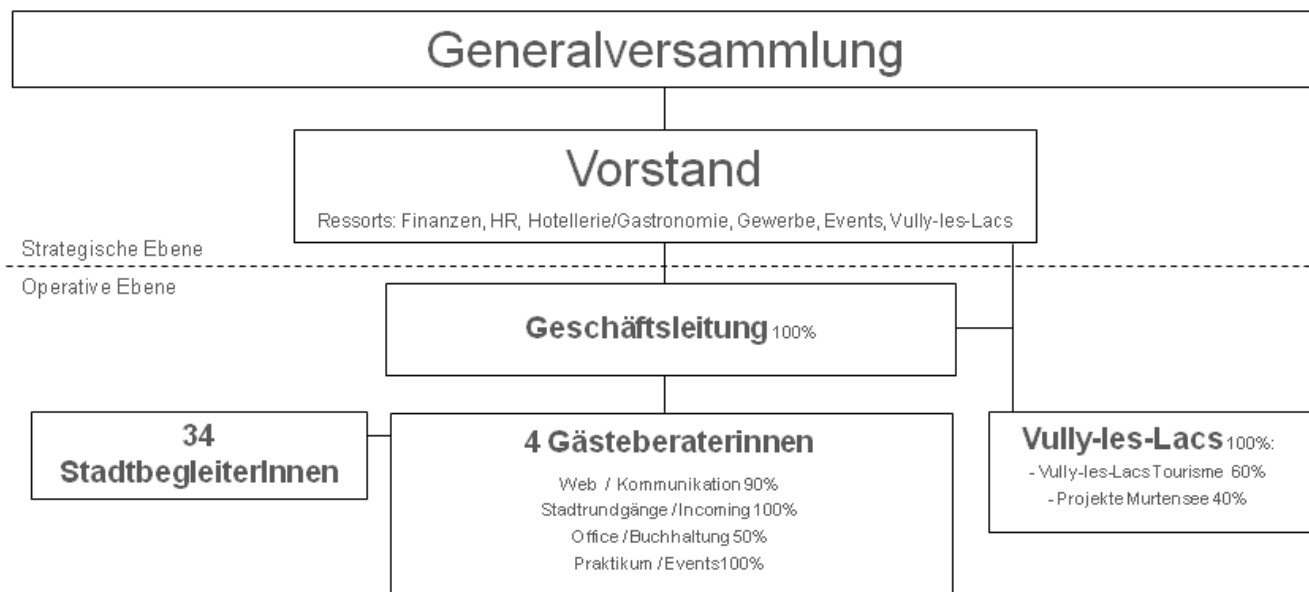 Generalversammlung
Vorstand
Ressorts: Finanzen, HR, Hotellerie/Gastronomie, Gewerbe, Events, Vully-les-Lacs
Strategische Ebene
Operative Ebene
Geschäftsleitung 100%
34
StadtbegleiterInnen
4 Gästeberaterinnen
Web / Kommunikation 90%
Stadtrundgänge / Incoming 100%
Office / Buchhaltung 50%
Praktikum / Events 100%
Vully-les-Lacs 100%:
- Vully-les-Lacs Tourisme 60%
- Projekte Murtensee 40%